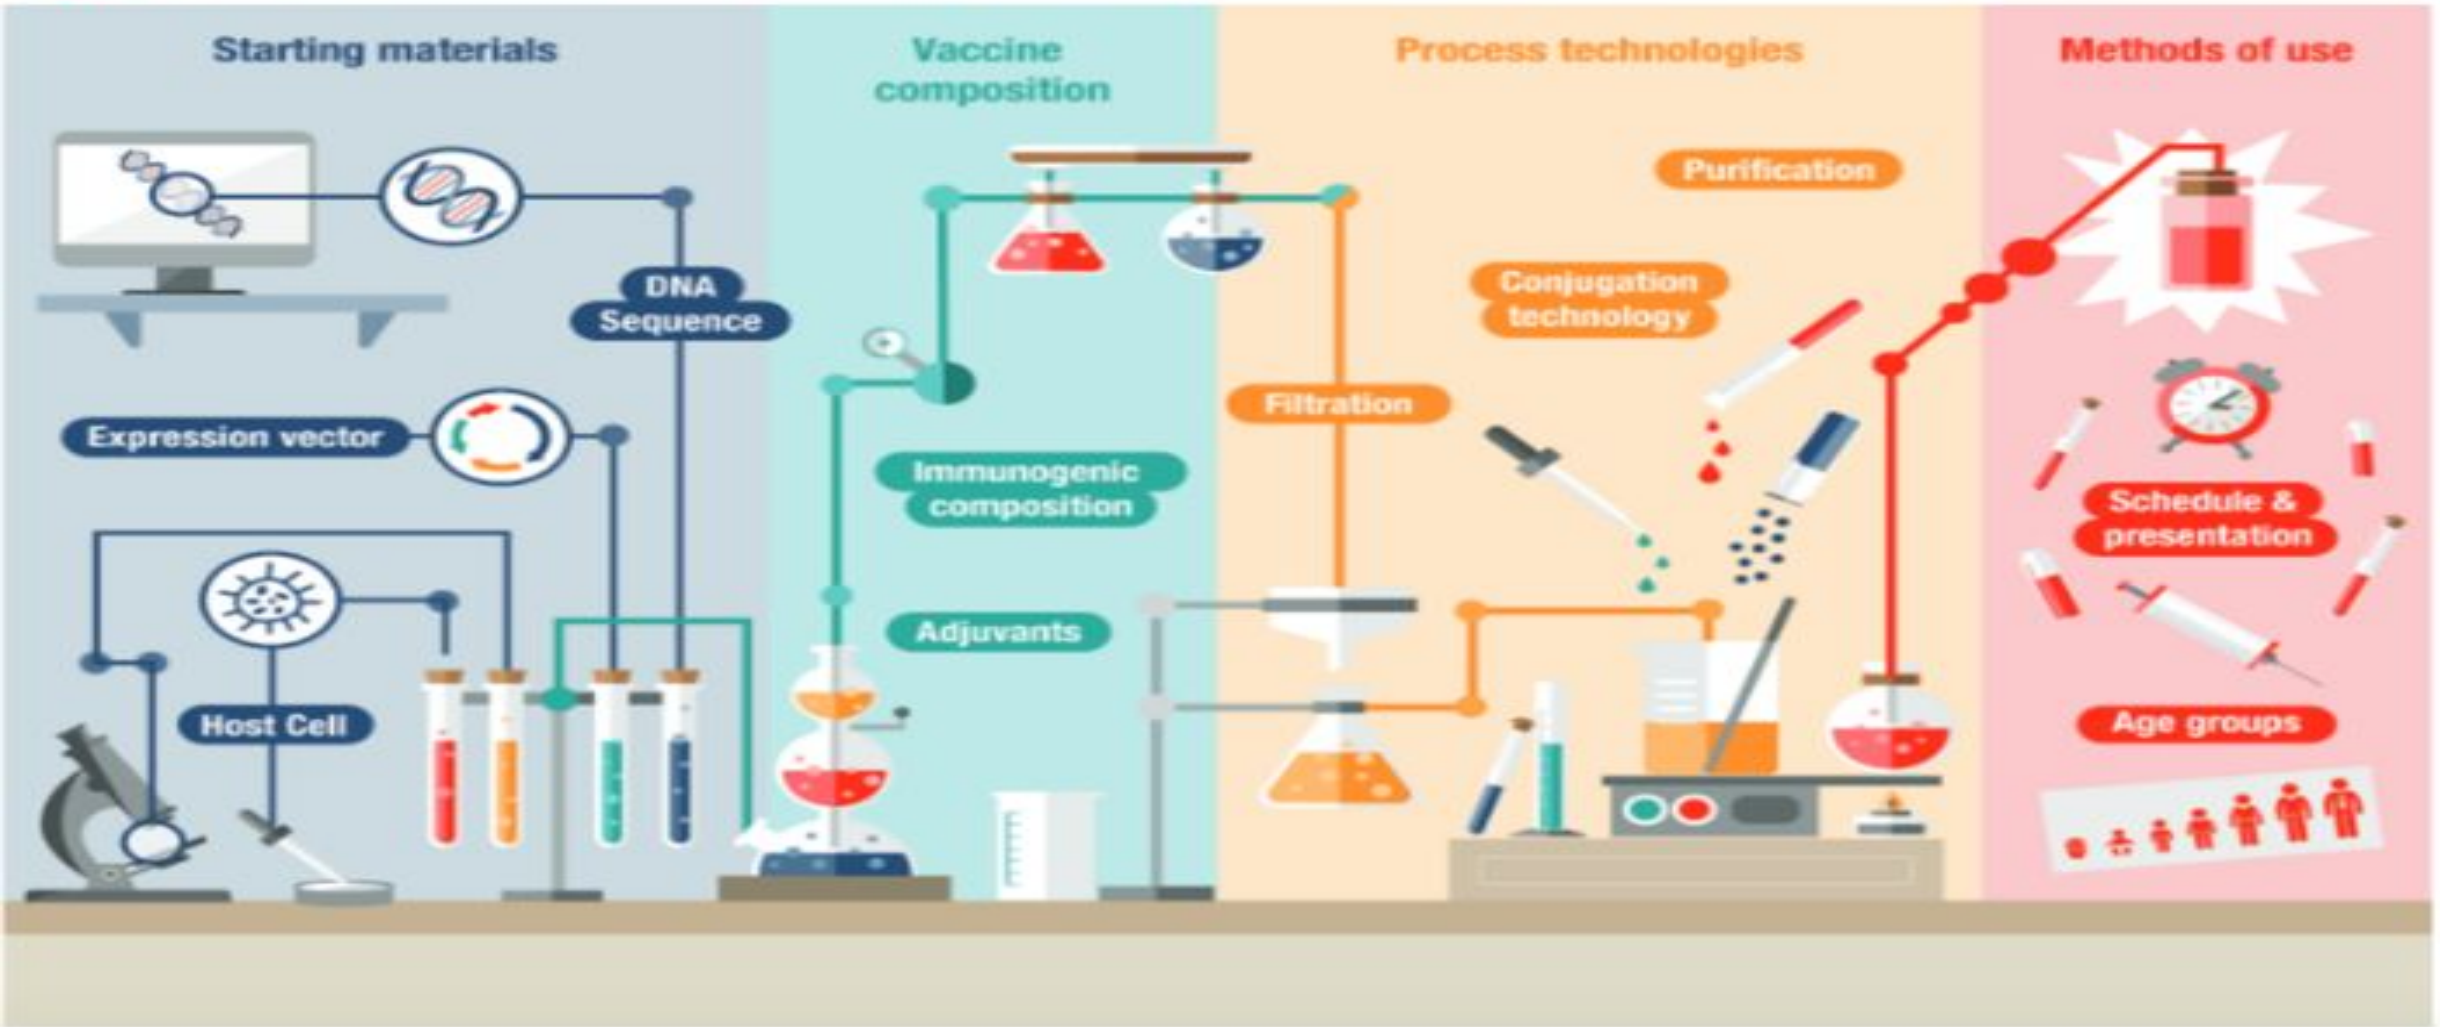 Starting materials
DNA
Sequence
Expression vector
Host Cell
Vaccine
composition
Immunogenic
composition
Adjuvants
Process technologies
Purification
Conjugation
technology
Filtration
Methods of use
Schedule &
presentation
Age groups